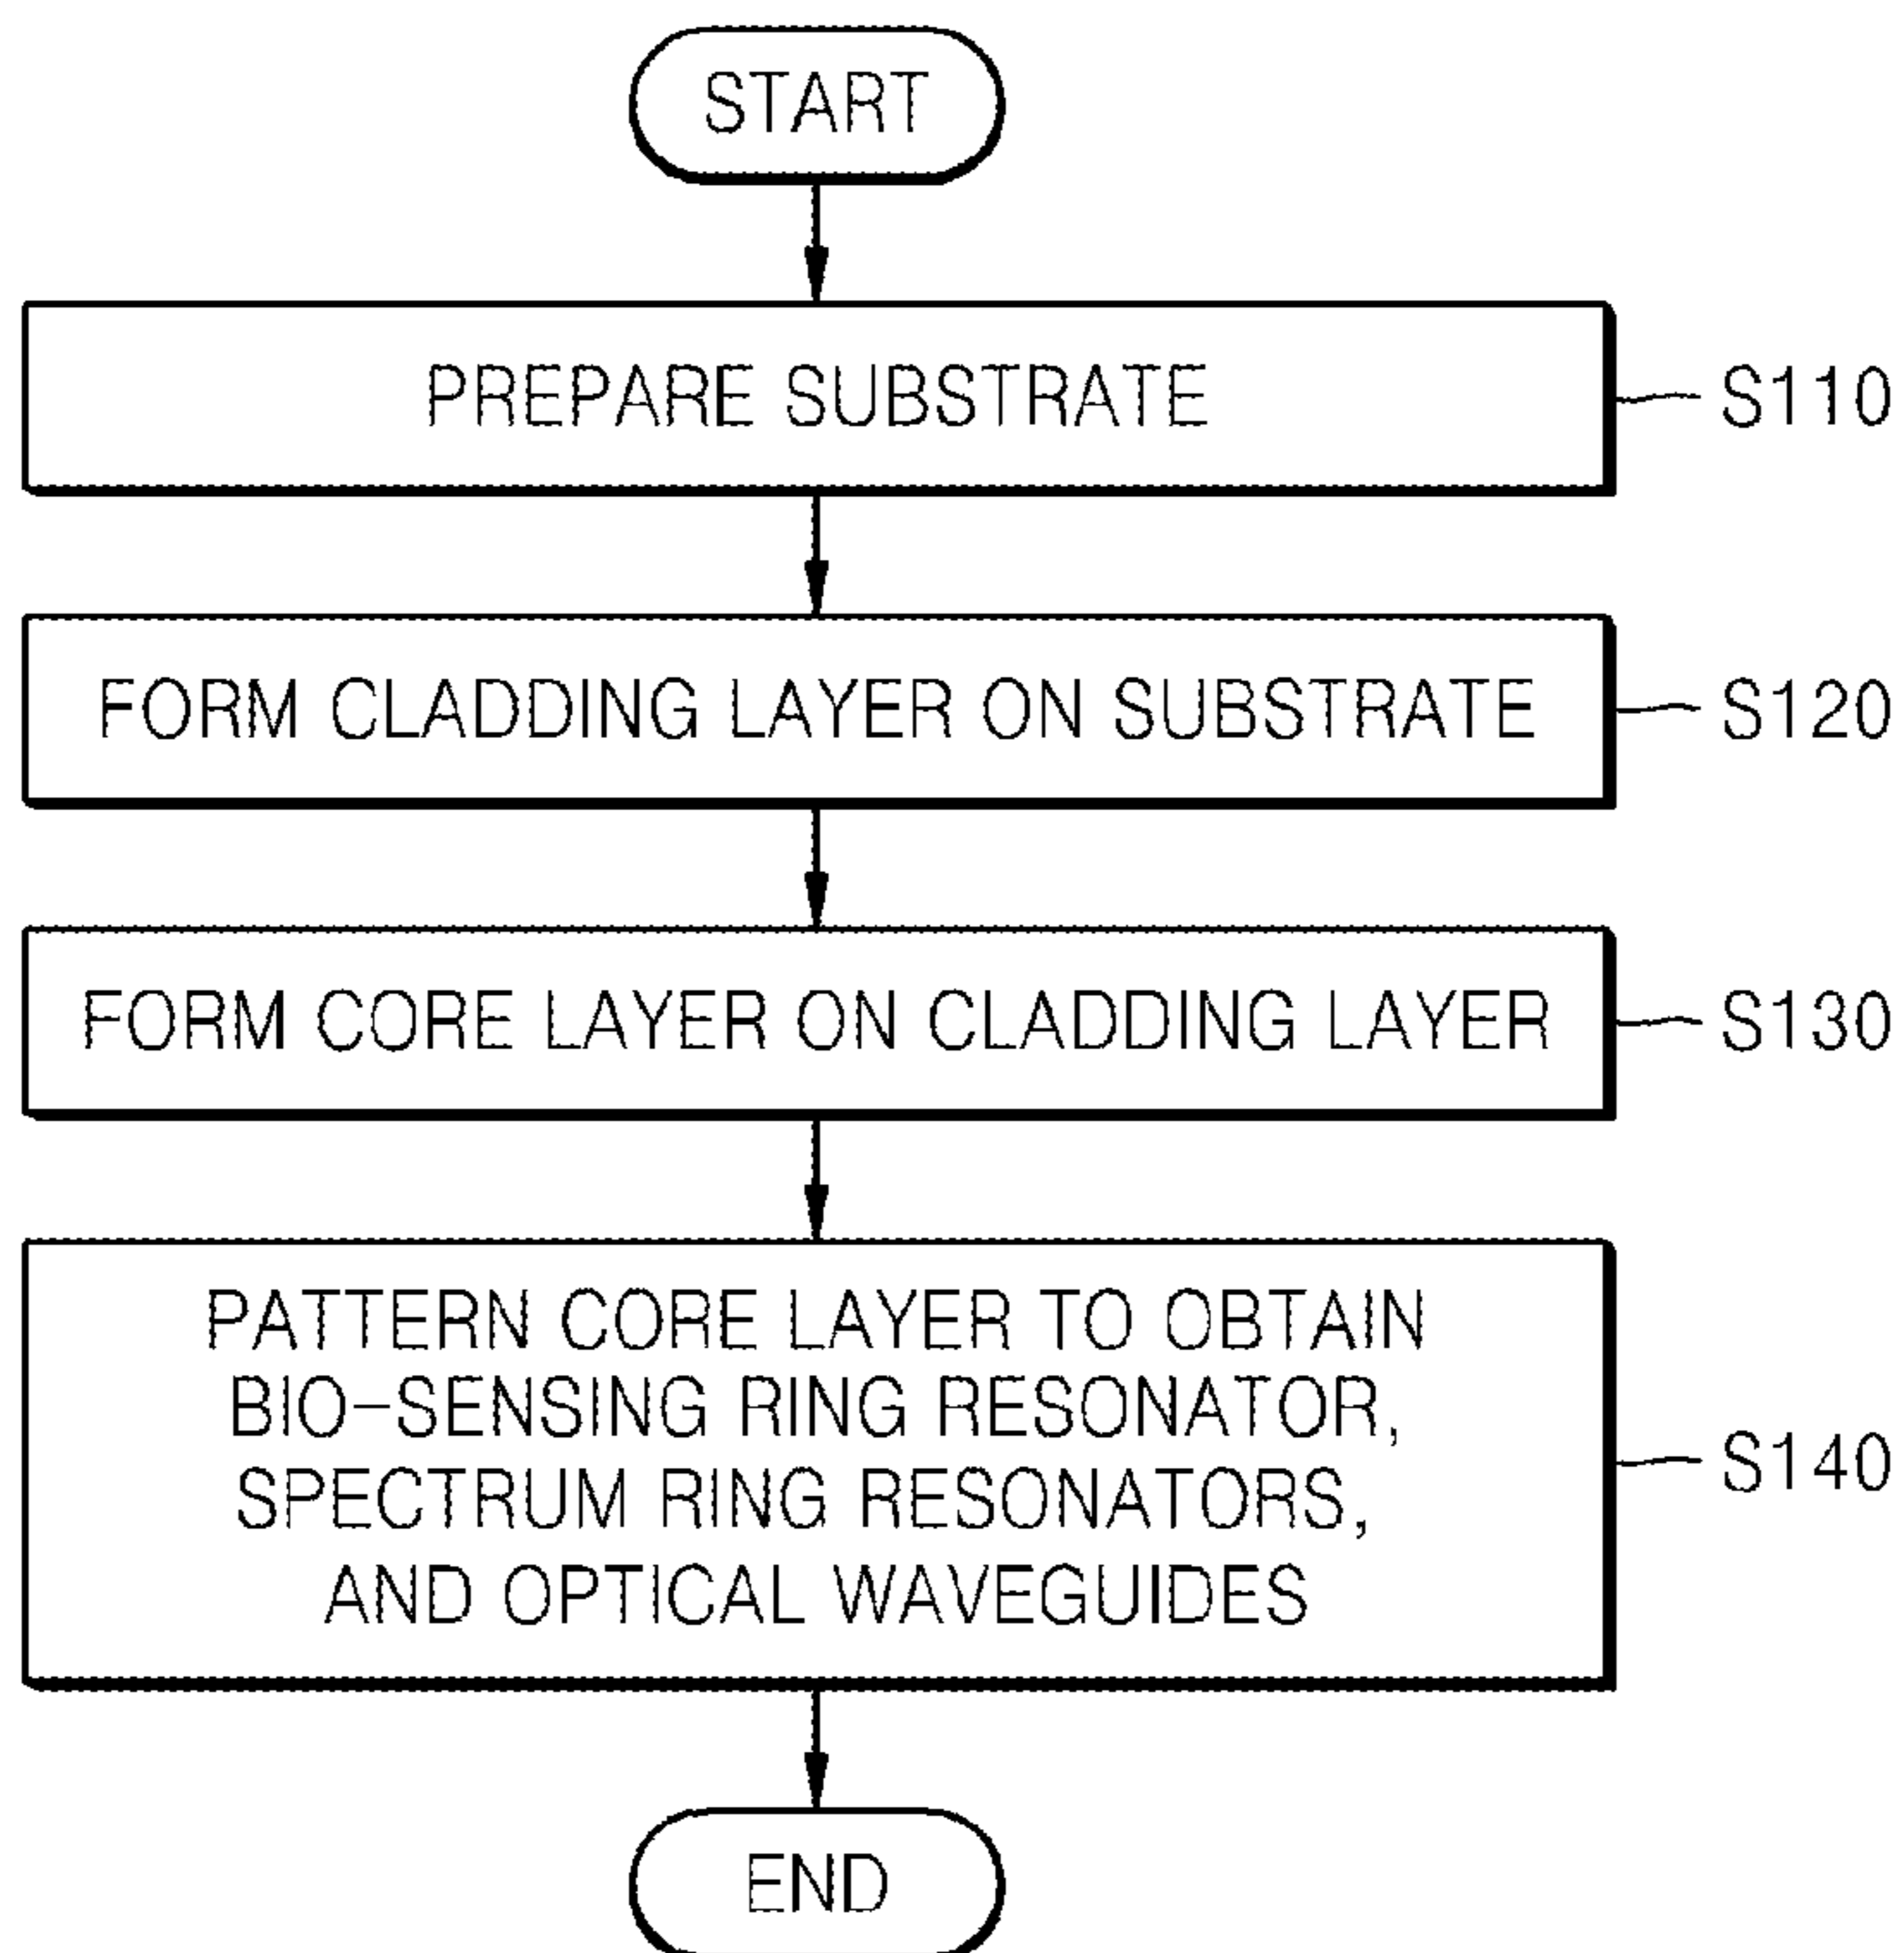 START
PREPARE SUBSTRATE
S110
FORM CLADDING LAYER ON SUBSTRATE
S120
FORM CORE LAYER ON CLADDING LAYER
S130
PATTERN CORE LAYER TO OBTAIN
BIO-SENSING RING RESONATOR,
SPECTRUM RING RESONATORS,
AND OPTICAL WAVEGUIDES
S140
END